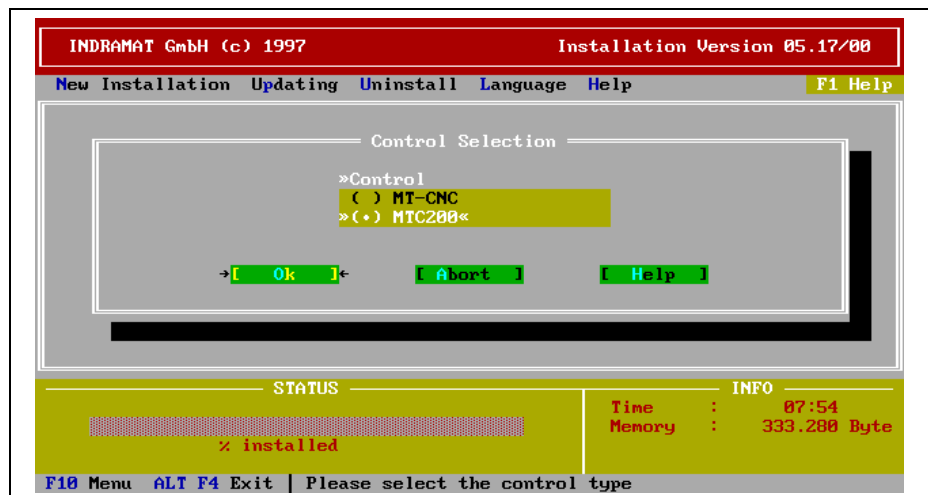 INDRAMAT GmbH (c) 1997 Installation Version 05.17/00
New Installation Updating Uninstall Language Help F1 Help
Control Selection
»Control
( ) MT-CNC
»(•) MTC200«
→[ Ok ]← [ Abort ] [ Help ]
STATUS INFO
Time : 07:54
Memory : 333.280 Byte
% installed
F10 Menu ALT F4 Exit | Please select the control type